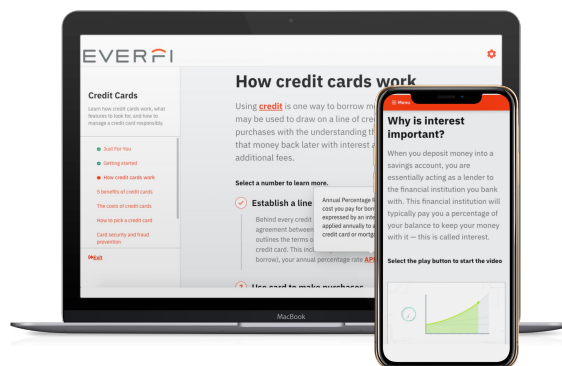 EVERFI
Credit Cards
Learn how credit cards work, what
features to look for, and how to
manage a credit card responsibly.
Just For You
Getting started
How credit cards work
5 benefits of credit cards
The costs of credit cards
How to pick a credit card
Card security and fraud
prevention
Exit
How credit cards work
Using credit is one way to borrow
may be used to draw on a line of
purchases with the understanding
that money back later with interest
additional fees.
Select a number to learn more.
Establish a line
Behind every credit
agreement between
outlines the terms
credit card. This
borrow), your annual percentage rate
Annual Percentage
cost you pay for
expressed by an
applied annually to
credit card or
Use card to make purchases
MacBook
Menu
Why is interest
important?
When you deposit money into a
savings account, you are
essentially acting as a lender to
the financial institution you bank
with. This financial institution will
typically pay you a percentage of
your balance to keep your money
with it — this is called interest.
Select the play button to start the video